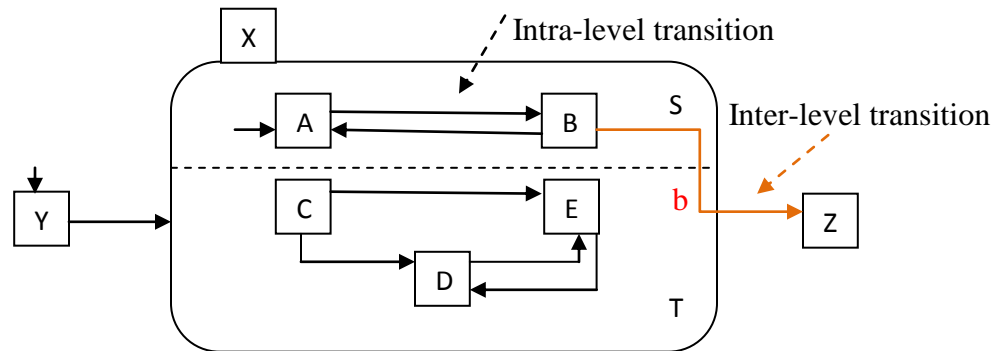 X
Intra-level transition
A
B
S
Inter-level transition
Y
C
E
b
Z
D
T